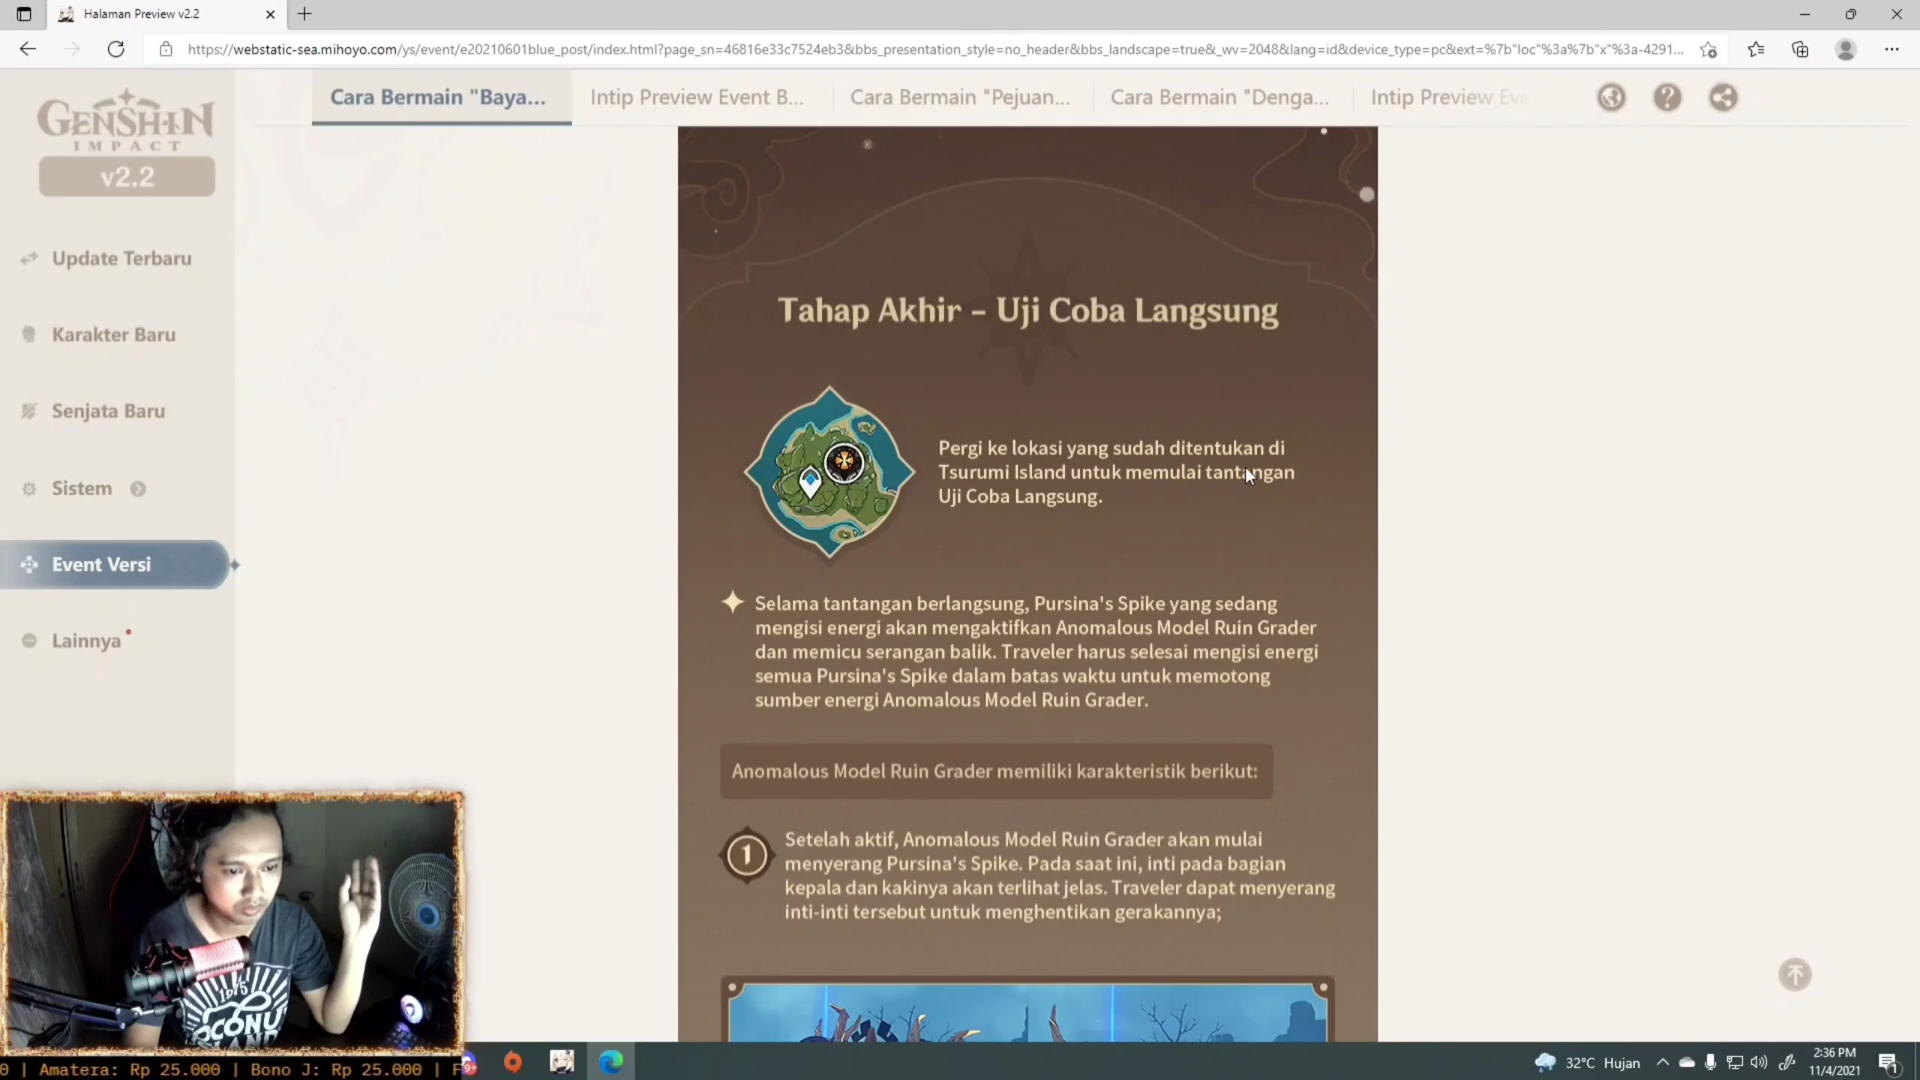 Halaman Preview v2.2
https://webstatic-sea.mihoyo.com/ys/event/e20210601blue_post/index.html?page_sn=46816e33c7524eb3&bbs_presentation_style=no_header&bbs_landscape=true&_wv=2048&lang=id&device_type=pc&ext=%7b"loc"%3a%7b"x"%3a-4291...
GENSHIN
IMPACT
v2.2
Cara Bermain "Baya...
Intip Preview Event B...
Cara Bermain "Pejuan...
Cara Bermain "Denga...
Intip Preview Eve
Update Terbaru
Karakter Baru
Senjata Baru
Sistem
Event Versi
Lainnya
Tahap Akhir – Uji Coba Langsung
Pergi ke lokasi yang sudah ditentukan di
Tsurumi Island untuk memulai tantangan
Uji Coba Langsung.
Selama tantangan berlangsung, Pursina's Spike yang sedang
mengisi energi akan mengaktifkan Anomalous Model Ruin Grader
dan memicu serangan balik. Traveler harus selesai mengisi energi
semua Pursina's Spike dalam batas waktu untuk memotong
sumber energi Anomalous Model Ruin Grader.
Anomalous Model Ruin Grader memiliki karakteristik berikut:
1
Setelah aktif, Anomalous Model Ruin Grader akan mulai
menyerang Pursina's Spike. Pada saat ini, inti pada bagian
kepala dan kakinya akan terlihat jelas. Traveler dapat menyerang
inti-inti tersebut untuk menghentikan gerakannya;
1975
COCONUT
ISLAND
0 | Amatera: Rp 25.000 | Bono J: Rp 25.000 | F
9+
32°C Hujan
2:36 PM
11/4/2021
1